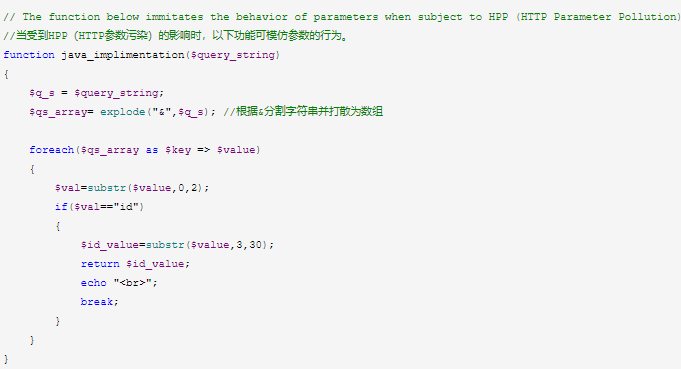 // The function below immitates the behavior of parameters when subject to HPP (HTTP Parameter Pollution)
//当受到HPP（HTTP参数污染）的影响时，以下功能可模仿参数的行为。
function java_implimentation($query_string)
{
    $q_s = $query_string;
    $qs_array= explode("&",$q_s); //根据&分割字符串并打散为数组
    foreach($qs_array as $key => $value)
    {
        $val=substr($value,0,2);
        if($val=="id")
        {
            $id_value=substr($value,3,30);
            return $id_value;
            echo "<br>";
            break;
        }
    }
}